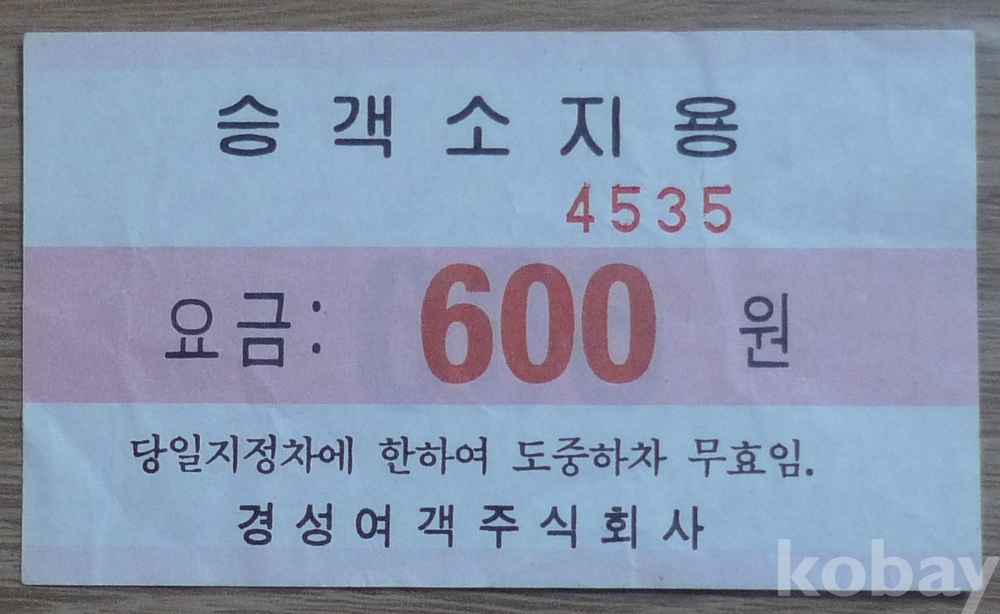 승객소지용
4535
요금: 600 원
당일지정차에 한하여 도중하차 무효임.
경성여객주식회사
kobay